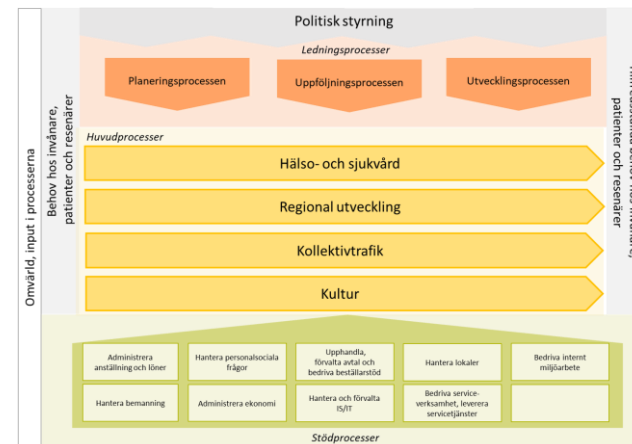 Politisk styrning
Ledningsprocesser
Planeringsprocessen
Uppföljningsprocessen
Utvecklingsprocessen
Omvärld, input i processerna
Behov hos invånare,
patienter och resenärer
Huvudprocesser
Hälso- och sjukvård
Regional utveckling
Kollektivtrafik
Kultur
patienter och resenärer
Administrera
anställning och löner
Hantera personalsociala
frågor
Upphandla,
förvalta avtal och
bedriva beställarstöd
Hantera lokaler
Bedriva internt
miljöarbete
Hantera bemanning
Administrera ekonomi
Hantera och förvalta
IS/IT
Bedriva service-
verksamhet, leverera
servicetjänster
Stödprocesser